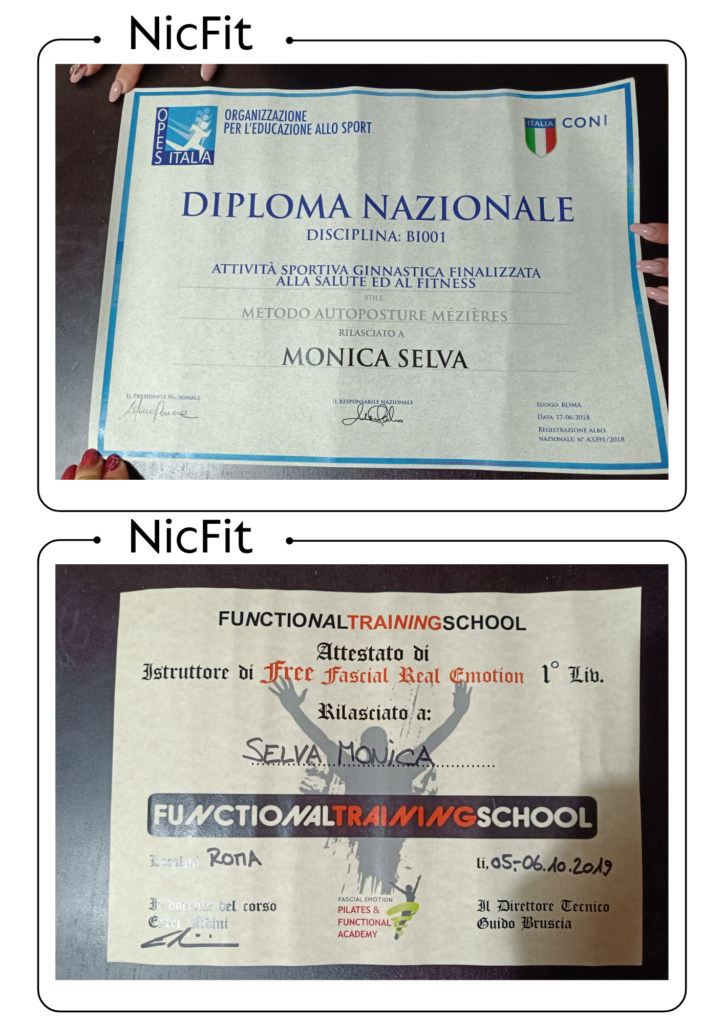 NicFit
OPES ITALIA
ORGANIZZAZIONE
PER L'EDUCAZIONE ALLO SPORT
ITALIA
CONI
DIPLOMA NAZIONALE
DISCIPLINA: BI001
ATTIVITÀ SPORTIVA GINNASTICA FINALIZZATA
ALLA SALUTE ED AL FITNESS
STILE
METODO AUTOPOSTURE MÉZIÈRES
RILASCIATO A
MONICA SELVA
IL PRESIDENTE NAZIONALE
IL RESPONSABILE NAZIONALE
LUOGO: ROMA
DATA: 17-06-2018
REGISTRAZIONE ALBO
NAZIONALE: N° A3391/2018
NicFit
FUNCTIONALTRAININGSCHOOL
Attestato di
Istruttore di Free Fascial Real Emotion 1° Liv.
Rilasciato a:
SELVA MONICA
FUNCTIONALTRAININGSCHOOL
Località ROMA
li, 05-06.10.2019
Il docente del corso
FASCIAL EMOTION
PILATES &
FUNCTIONAL
ACADEMY
Il Direttore Tecnico
Guido Bruscia